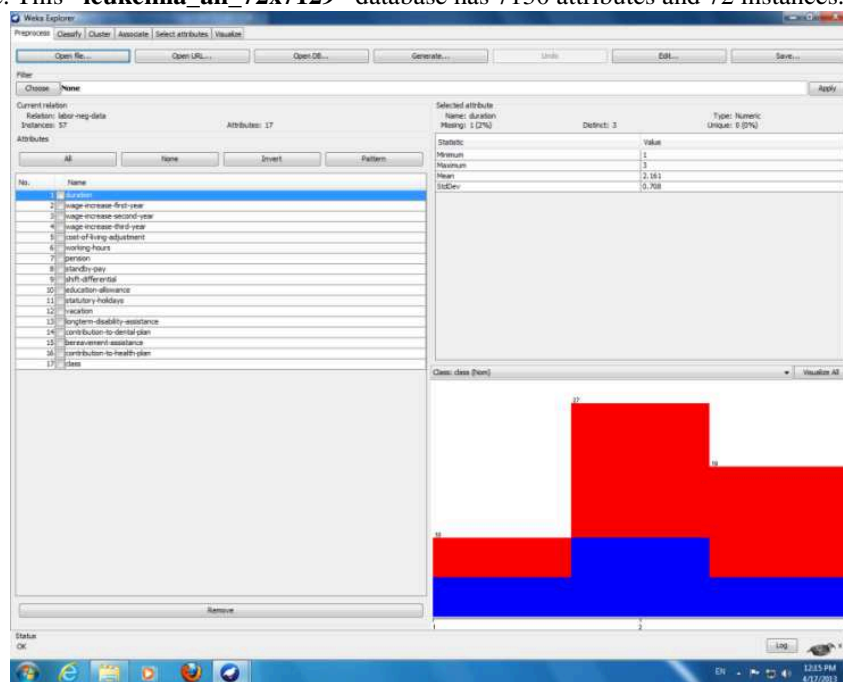 This "leukemia_all_72x7129" database has 7130 attributes and 72 instances.
Weka Explorer
Preprocess Classify Cluster Associate Select attributes Visualize
Open file... Open URL... Open DB... Generate... Undo Edit... Save...
Filter
Choose None Apply
Current relation
Relation: labor-neg-data
Instances: 57 Attributes: 17
Selected attribute
Name: duration Type: Numeric
Missing: 1 (2%) Distinct: 3 Unique: 0 (0%)
Attributes
All None Invert Pattern
No. Name
1 duration
2 wage-increase-first-year
3 wage-increase-second-year
4 wage-increase-third-year
5 cost-of-living-adjustment
6 working-hours
7 pension
8 standby-pay
9 shift-differential
10 education-allowance
11 statutory-holidays
12 vacation
13 longterm-disability-assistance
14 contribution-to-dental-plan
15 bereavement-assistance
16 contribution-to-health-plan
17 class
Remove
Statistic Value
Minimum 1
Maximum 3
Mean 2.161
StdDev 0.708
Class: class (Nom) Visualize All
27
19
10
1 2
Status
OK
Log x
EN 12:15 PM
4/17/2013